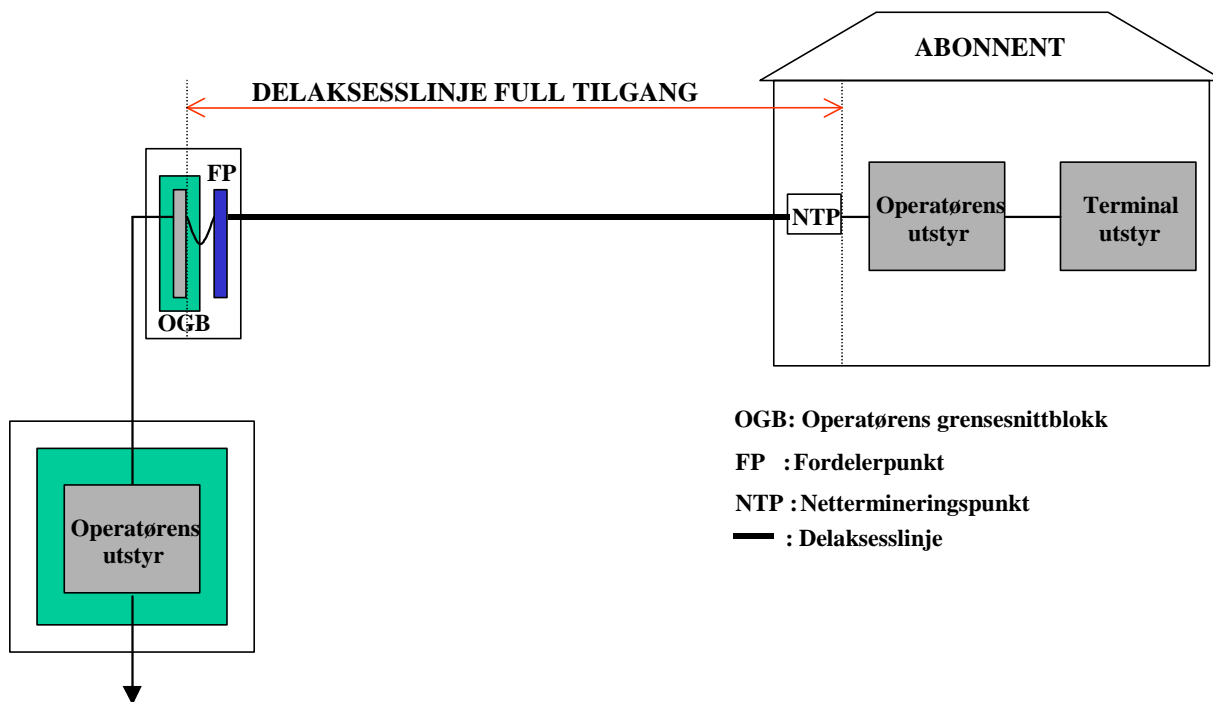 ABONNENT
DELAKSESSLINJE FULL TILGANG
FP
NTP
Operatørens
utstyr
Terminal
utstyr
OGB
OGB: Operatørens grensesnittblokk
FP : Fordelerpunkt
NTP : Nettermineringspunkt
: Delaksesslinje
Operatørens
utstyr